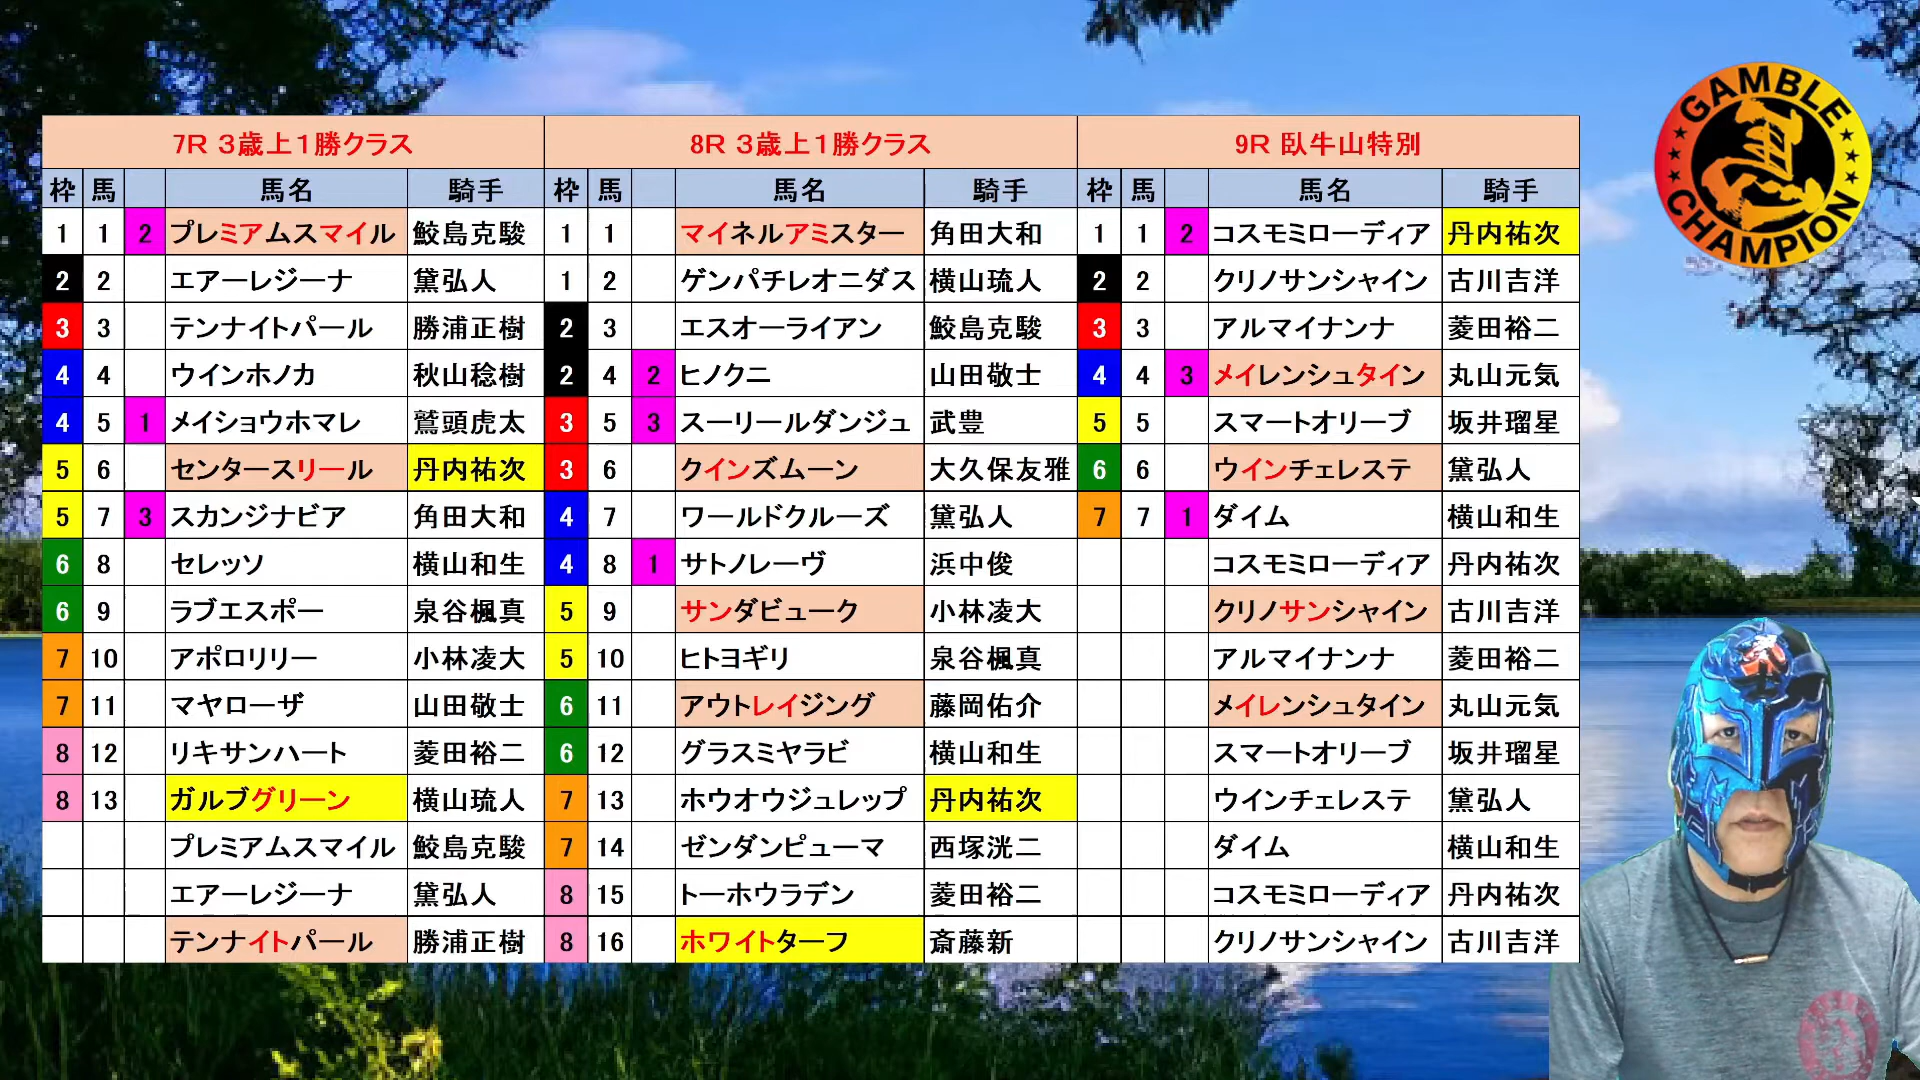 7R 3歳上1勝クラス 8R 3歳上1勝クラス 9R 臥牛山特別
枠 馬 馬名 騎手 枠 馬 馬名 騎手 枠 馬 馬名 騎手
1 1 2 プレミアムスマイル 鮫島克駿 1 1 マイネルアミスター 角田大和 1 1 2 コスモミローディア 丹内祐次
2 2 エアーレジーナ 黛弘人 1 2 ゲンパチレオニダス 横山琉人 2 2 クリノサンシャイン 古川吉洋
3 3 テンナイトパール 勝浦正樹 2 3 エスオーライアン 鮫島克駿 3 3 アルマイナンナ 菱田裕二
4 4 ウインホノカ 秋山稔樹 2 4 2 ヒノクニ 山田敬士 4 4 3 メイレンシュタイン 丸山元気
4 5 1 メイショウホマレ 鷲頭虎太 3 5 3 スーリールダンジュ 武豊 5 5 スマートオリーブ 坂井瑠星
5 6 センタースリール 丹内祐次 3 6 クインズムーン 大久保友雅 6 6 ウインチェレステ 黛弘人
5 7 3 スカンジナビア 角田大和 4 7 ワールドクルーズ 黛弘人 7 7 1 ダイム 横山和生
6 8 セレッソ 横山和生 4 8 1 サトノレーヴ 浜中俊 コスモミローディア 丹内祐次
6 9 ラブエスポー 泉谷楓真 5 9 サンダビューク 小林凌大 クリノサンシャイン 古川吉洋
7 10 アポロリリー 小林凌大 5 10 ヒトヨギリ 泉谷楓真 アルマイナンナ 菱田裕二
7 11 マヤローザ 山田敬士 6 11 アウトレイジング 藤岡佑介 メイレンシュタイン 丸山元気
8 12 リキサンハート 菱田裕二 6 12 グラスミヤラビ 横山和生 スマートオリーブ 坂井瑠星
8 13 ガルブグリーン 横山琉人 7 13 ホウオウジュレップ 丹内祐次 ウインチェレステ 黛弘人
プレミアムスマイル 鮫島克駿 7 14 ゼンダンピューマ 西塚洸二 ダイム 横山和生
エアーレジーナ 黛弘人 8 15 トーホウラデン 菱田裕二 コスモミローディア 丹内祐次
テンナイトパール 勝浦正樹 8 16 ホワイトターフ 斎藤新 クリノサンシャイン 古川吉洋
GAMBLE
CHAMPION